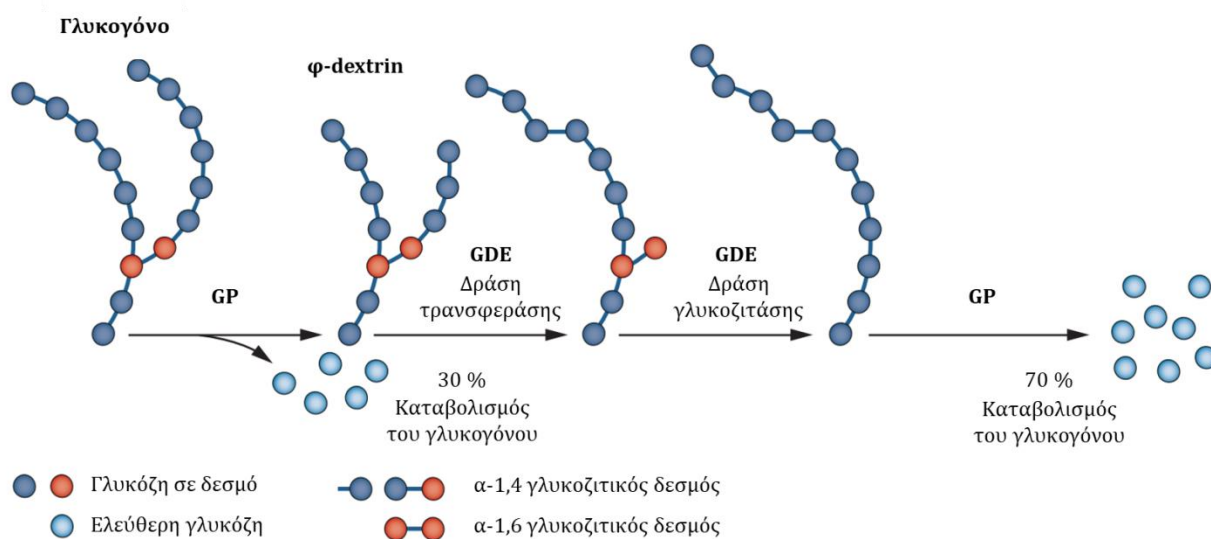 Γλυκογόνο
φ-dextrin
GP
GDE
Δράση
τρανσφεράσης
GDE
Δράση
γλυκοζιτάσης
GP
30 %
Καταβολισμός
του γλυκογόνου
70 %
Καταβολισμός
του γλυκογόνου
Γλυκόζη σε δεσμό
α-1,4 γλυκοζιτικός δεσμός
Ελεύθερη γλυκόζη
α-1,6 γλυκοζιτικός δεσμός